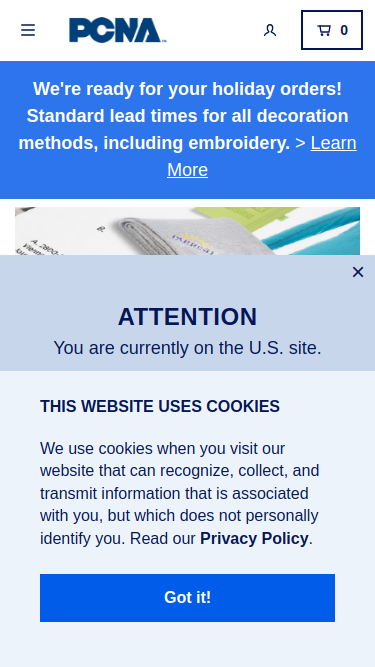 PCNA
0
We're ready for your holiday orders!
Standard lead times for all decoration
methods, including embroidery. > Learn
More
B.
ATTENTION
You are currently on the U.S. site.
THIS WEBSITE USES COOKIES
We use cookies when you visit our
website that can recognize, collect, and
transmit information that is associated
with you, but which does not personally
identify you. Read our Privacy Policy.
Got it!